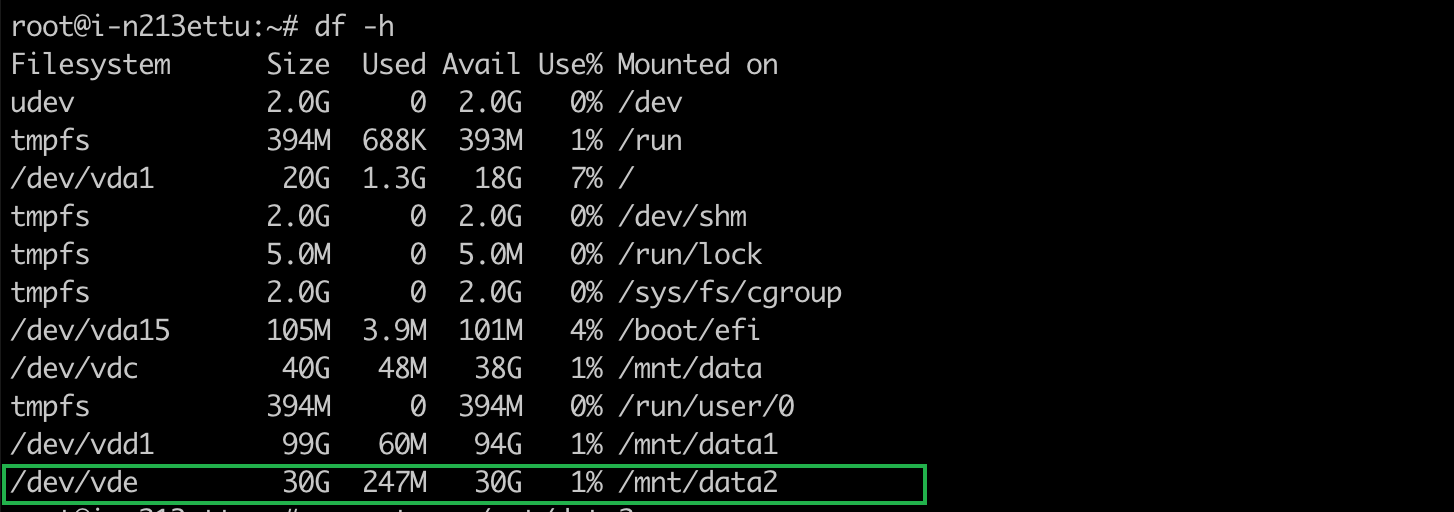 root@i-n213ettu:~# df -h
Filesystem      Size  Used Avail Use% Mounted on
udev            2.0G     0  2.0G   0% /dev
tmpfs           394M  688K  393M   1% /run
/dev/vda1        20G  1.3G   18G   7% /
tmpfs           2.0G     0  2.0G   0% /dev/shm
tmpfs           5.0M     0  5.0M   0% /run/lock
tmpfs           2.0G     0  2.0G   0% /sys/fs/cgroup
/dev/vda15      105M  3.9M  101M   4% /boot/efi
/dev/vdc         40G   48M   38G   1% /mnt/data
tmpfs           394M     0  394M   0% /run/user/0
/dev/vdd1        99G   60M   94G   1% /mnt/data1
/dev/vde         30G  247M   30G   1% /mnt/data2